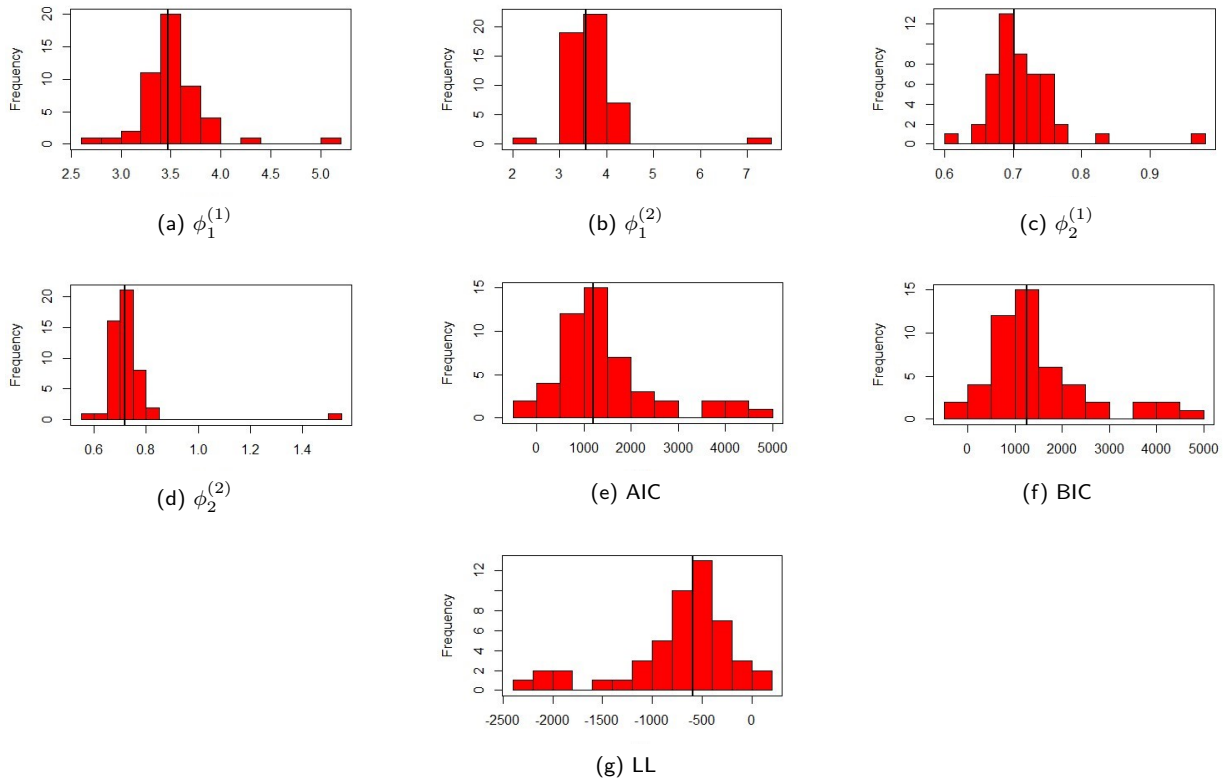 Frequency
0 5 10 15 20
2.5 3.0 3.5 4.0 4.5 5.0
(a) ϕ₁⁽¹⁾
Frequency
0 5 10 15 20
2 3 4 5 6 7
(b) ϕ₁⁽²⁾
Frequency
0 2 4 6 8 12
0.6 0.7 0.8 0.9
(c) ϕ₂⁽¹⁾
Frequency
0 5 10 15 20
0.6 0.8 1.0 1.2 1.4
(d) ϕ₂⁽²⁾
Frequency
0 5 10 15
0 1000 2000 3000 4000 5000
(e) AIC
Frequency
0 5 10 15
0 1000 2000 3000 4000 5000
(f) BIC
Frequency
0 2 4 6 8 12
-2500 -2000 -1500 -1000 -500 0
(g) LL